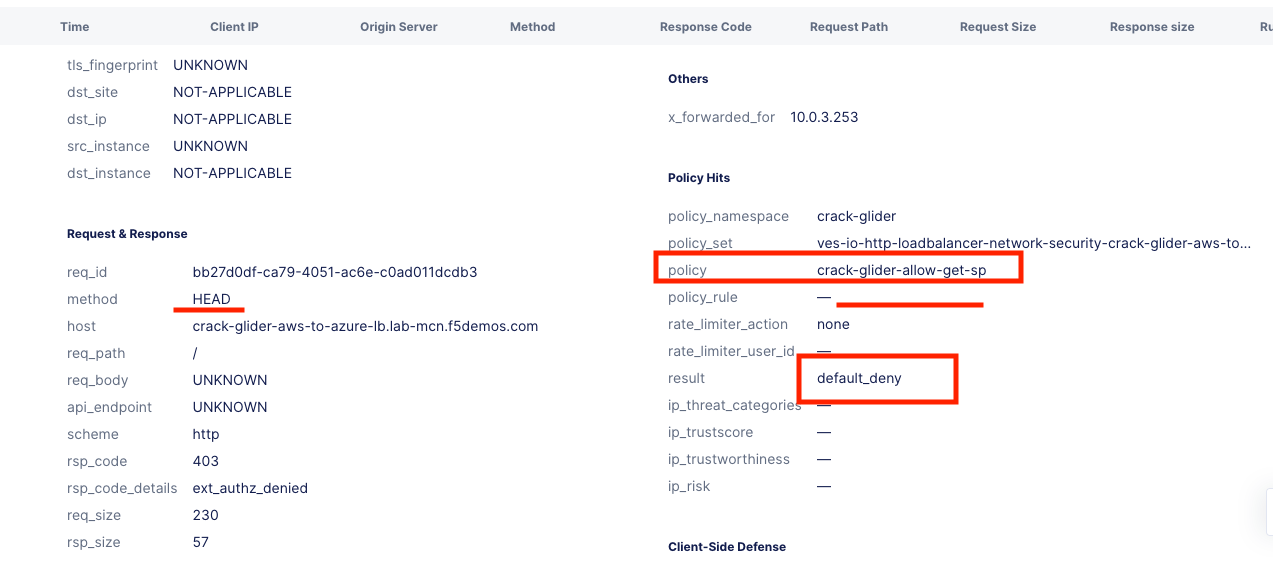 Time Client IP Origin Server Method Response Code Request Path Request Size Response size Ru
tls_fingerprint UNKNOWN
dst_site NOT-APPLICABLE
dst_ip NOT-APPLICABLE
src_instance UNKNOWN
dst_instance NOT-APPLICABLE
Request & Response
req_id bb27d0df-ca79-4051-ac6e-c0ad011dcdb3
method HEAD
host crack-glider-aws-to-azure-lb.lab-mcn.f5demos.com
req_path /
req_body UNKNOWN
api_endpoint UNKNOWN
scheme http
rsp_code 403
rsp_code_details ext_authz_denied
req_size 230
rsp_size 57
Others
x_forwarded_for 10.0.3.253
Policy Hits
policy_namespace crack-glider
policy_set ves-io-http-loadbalancer-network-security-crack-glider-aws-to...
policy crack-glider-allow-get-sp
policy_rule —
rate_limiter_action none
rate_limiter_user_id —
result default_deny
ip_threat_categories —
ip_trustscore —
ip_trustworthiness —
ip_risk —
Client-Side Defense